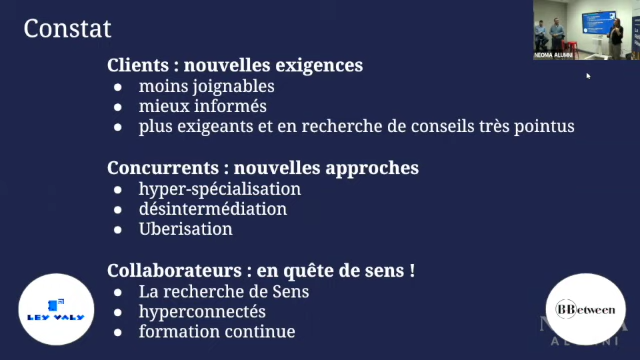 Constat
Clients : nouvelles exigences
● moins joignables
● mieux informés
● plus exigeants et en recherche de conseils très pointus
Concurrents : nouvelles approches
● hyper-spécialisation
● désintermédiation
● Uberisation
Collaborateurs : en quête de sens !
● La recherche de Sens
● hyperconnectés
● formation continue
NEOMA ALUMNI
LEY VALY
BBetween
ALUMNI